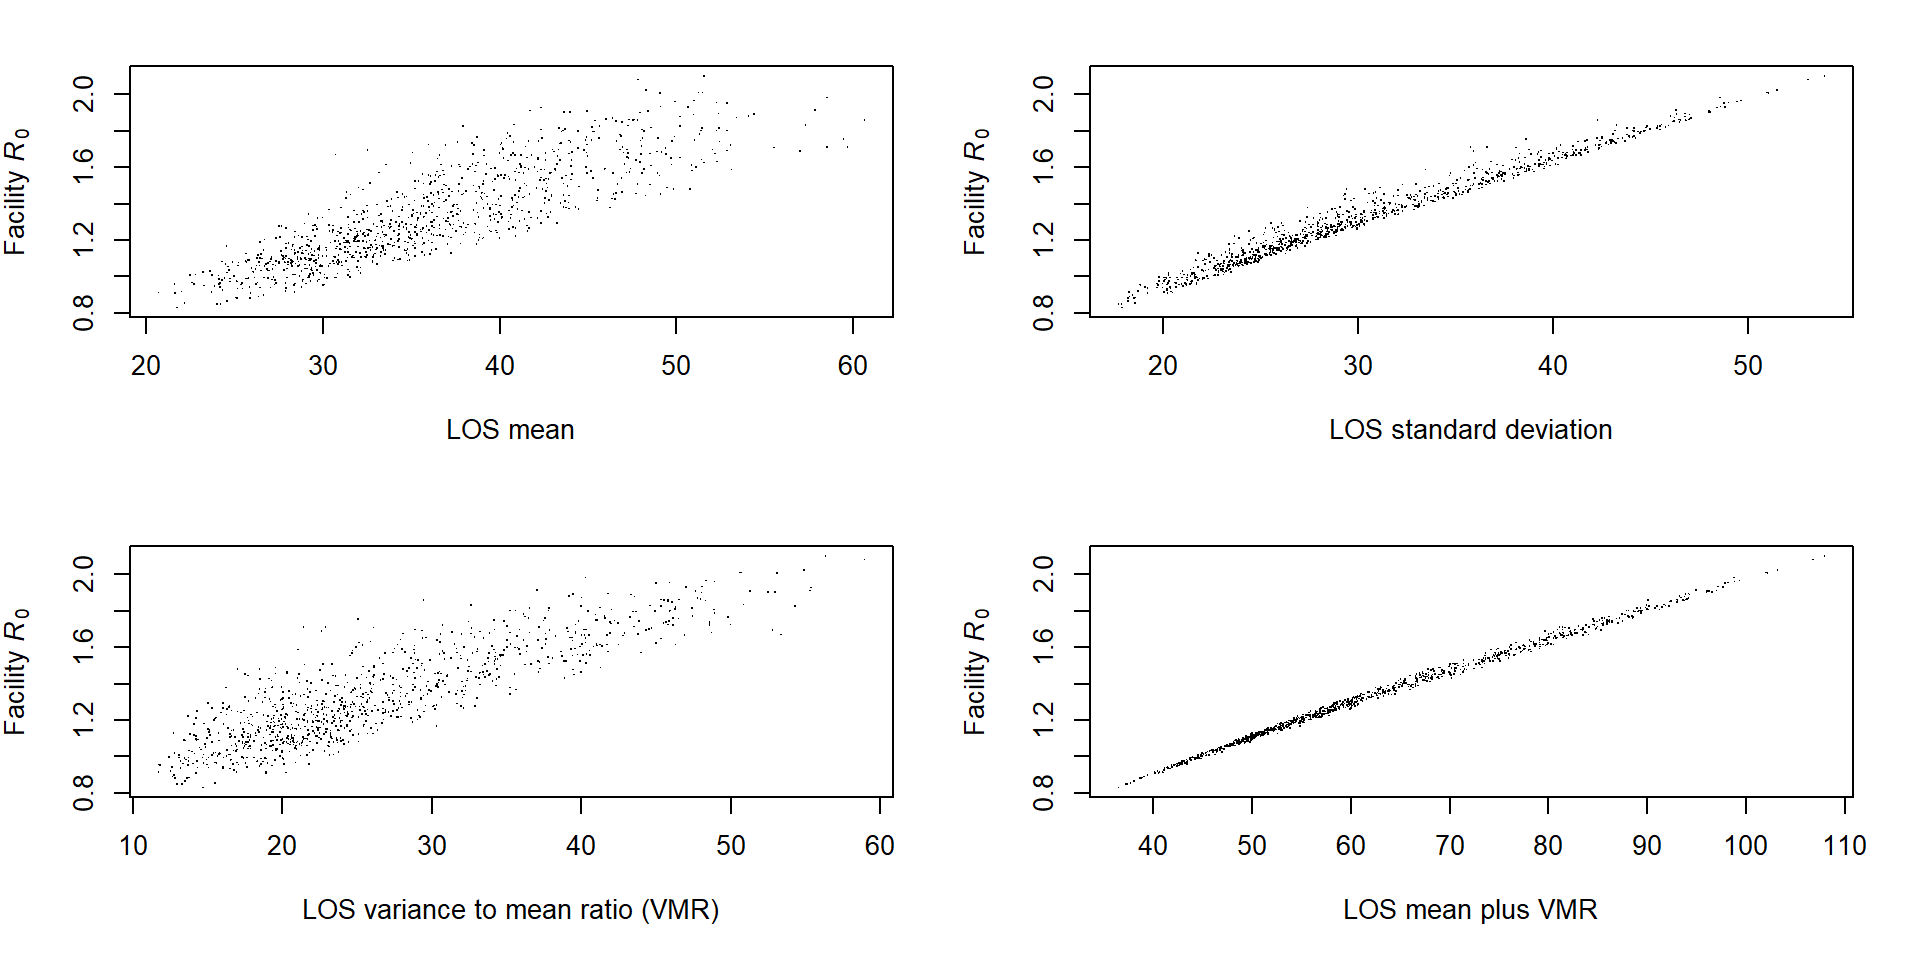 Facility R0
2.0
1.6
1.2
0.8
20 30 40 50 60
LOS mean
Facility R0
2.0
1.6
1.2
0.8
20 30 40 50
LOS standard deviation
Facility R0
2.0
1.6
1.2
0.8
10 20 30 40 50 60
LOS variance to mean ratio (VMR)
Facility R0
2.0
1.6
1.2
0.8
40 50 60 70 80 90 100 110
LOS mean plus VMR